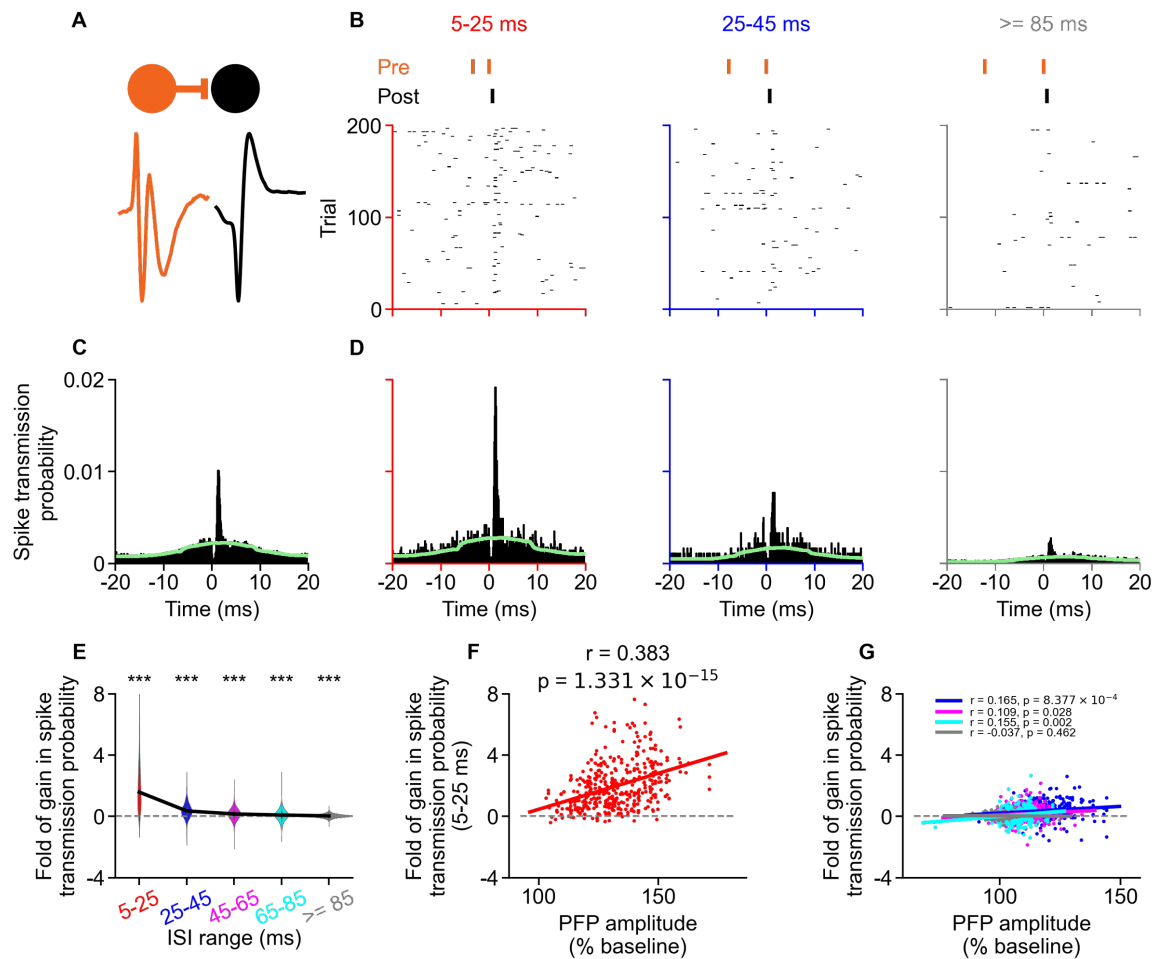 A
B
5-25 ms
25-45 ms
>= 85 ms
Pre
Post
Trial
200
100
0
C
D
Spike transmission
probability
0.02
0.01
0
-20 -10 0 10 20
Time (ms)
-20 -10 0 10 20
Time (ms)
-20 -10 0 10 20
Time (ms)
-20 -10 0 10 20
Time (ms)
E
*** *** *** *** ***
Fold of gain in spike
transmission probability
8
4
0
-4
5-25 25-45 45-65 65-85 >= 85
ISI range (ms)
F
r = 0.383
p = 1.331 × 10⁻¹⁵
Fold of gain in spike
transmission probability
(5-25 ms)
8
4
0
-4
100 150
PFP amplitude
(% baseline)
G
r = 0.165, p = 8.377 × 10⁻⁴
r = 0.109, p = 0.028
r = 0.155, p = 0.002
r = -0.037, p = 0.462
Fold of gain in spike
transmission probability
8
4
0
-4
100 150
PFP amplitude
(% baseline)